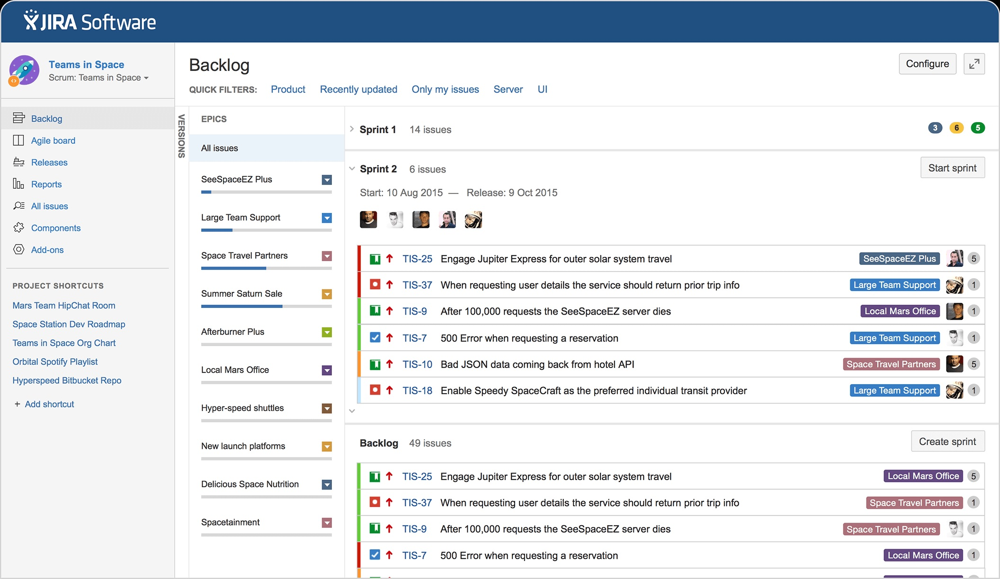 JIRA Software
Teams in Space
Scrum: Teams in Space
Backlog
Agile board
Releases
Reports
All issues
Components
Add-ons
PROJECT SHORTCUTS
Mars Team HipChat Room
Space Station Dev Roadmap
Teams in Space Org Chart
Orbital Spotify Playlist
Hyperspeed Bitbucket Repo
+ Add shortcut
Backlog
Configure
QUICK FILTERS: Product Recently updated Only my issues Server UI
VERSIONS
EPICS
All issues
SeeSpaceEZ Plus
Large Team Support
Space Travel Partners
Summer Saturn Sale
Afterburner Plus
Local Mars Office
Hyper-speed shuttles
New launch platforms
Delicious Space Nutrition
Spacetainment
Sprint 1 14 issues 3 6 5
Sprint 2 6 issues Start sprint
Start: 10 Aug 2015 — Release: 9 Oct 2015
TIS-25 Engage Jupiter Express for outer solar system travel SeeSpaceEZ Plus 5
TIS-37 When requesting user details the service should return prior trip info Large Team Support 1
TIS-9 After 100,000 requests the SeeSpaceEZ server dies Local Mars Office 1
TIS-7 500 Error when requesting a reservation Large Team Support 1
TIS-10 Bad JSON data coming back from hotel API Space Travel Partners 5
TIS-18 Enable Speedy SpaceCraft as the preferred individual transit provider Large Team Support 1
Backlog 49 issues Create sprint
TIS-25 Engage Jupiter Express for outer solar system travel Local Mars Office 5
TIS-37 When requesting user details the service should return prior trip info Space Travel Partners 1
TIS-9 After 100,000 requests the SeeSpaceEZ server dies Space Travel Partners 1
TIS-7 500 Error when requesting a reservation Local Mars Office 1